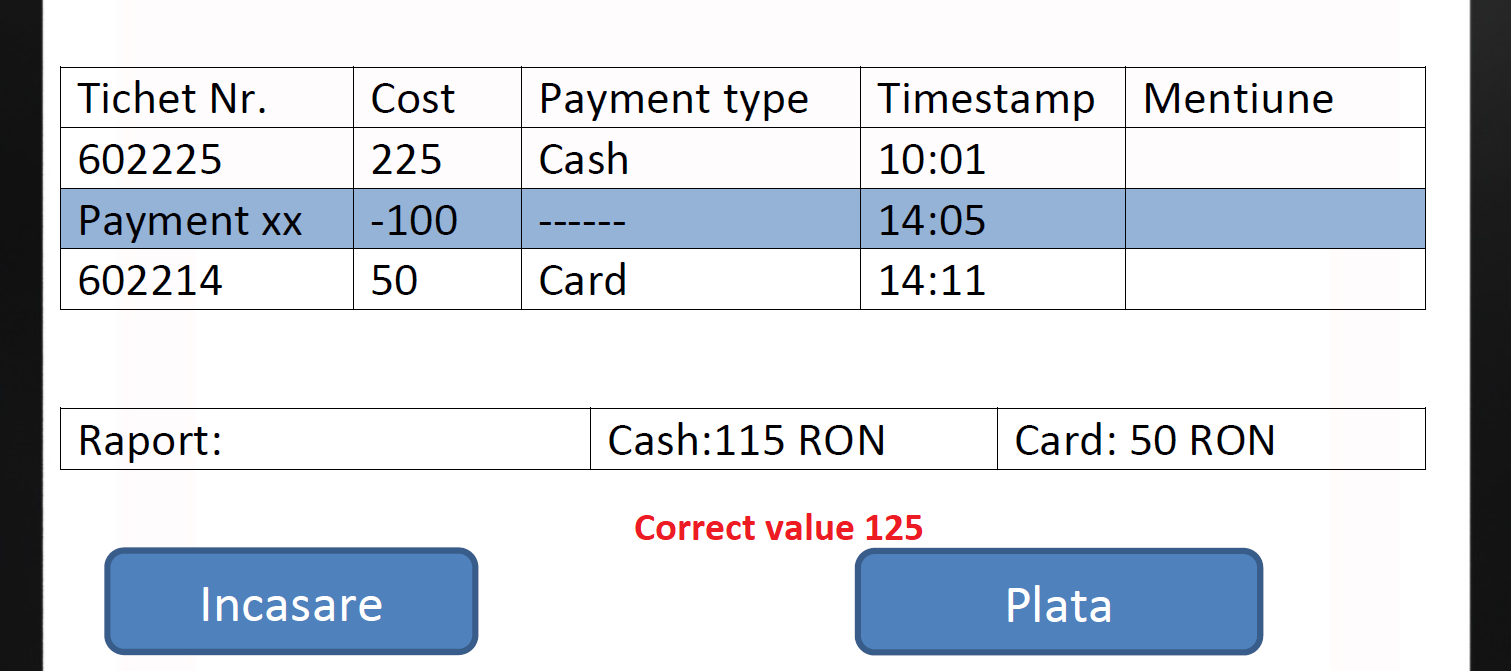 Tichet Nr. Cost Payment type Timestamp Mentiune
602225 225 Cash 10:01
Payment xx -100 ------ 14:05
602214 50 Card 14:11
Raport: Cash:115 RON Card: 50 RON
Correct value 125
Incasare Plata